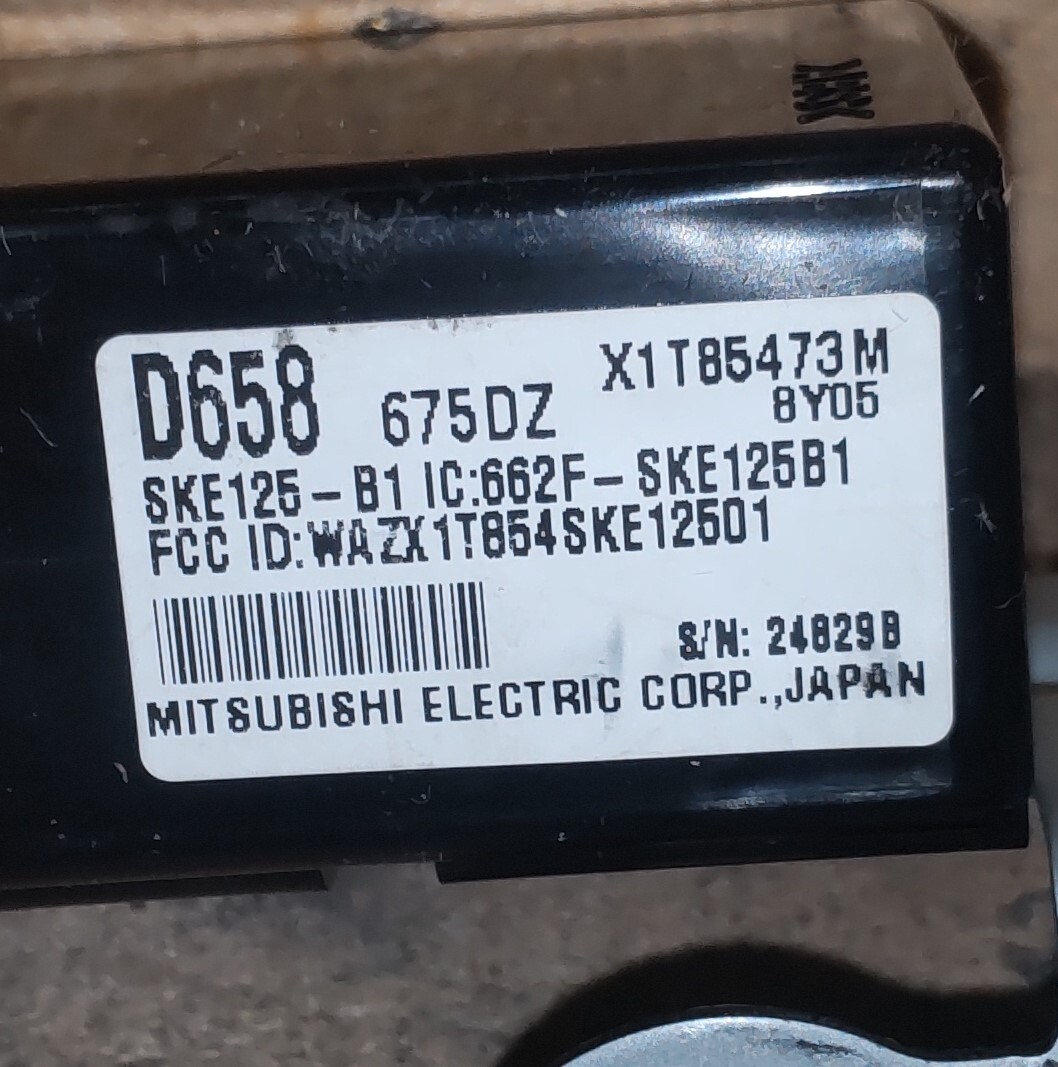 D658 675DZ X1T85473M
8Y05
SKE125-B1 IC:662F-SKE125B1
FCC ID:WAZX1T854SKE12501
S/N: 24829B
MITSUBISHI ELECTRIC CORP.,JAPAN